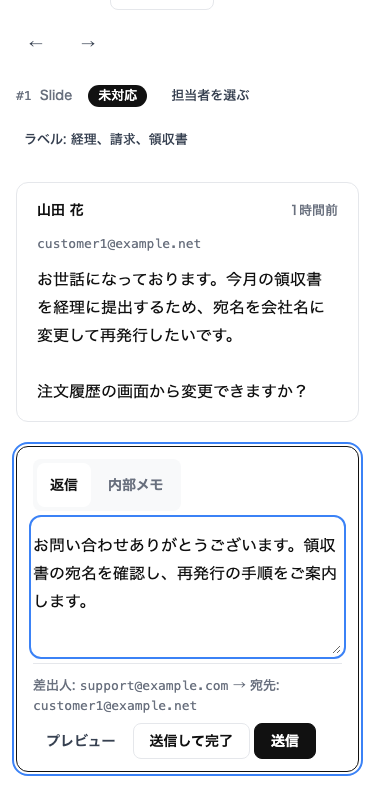 ← →
#1 Slide 未対応 担当者を選ぶ
ラベル: 経理、請求、領収書
山田 花 1時間前
customer1@example.net
お世話になっております。今月の領収書
を経理に提出するため、宛名を会社名に
変更して再発行したいです。
注文履歴の画面から変更できますか？
返信 内部メモ
お問い合わせありがとうございます。領収
書の宛名を確認し、再発行の手順をご案内
します。
差出人: support@example.com → 宛先:
customer1@example.net
プレビュー 送信して完了 送信